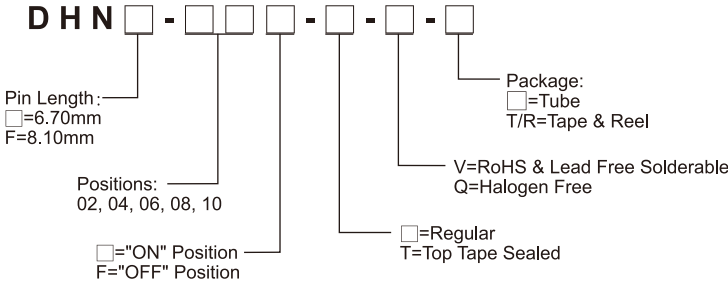 DHN□-□□□-□-□-□
Pin Length:
□=6.70mm
F=8.10mm
Positions:
02, 04, 06, 08, 10
□="ON" Position
F="OFF" Position
□=Regular
T=Top Tape Sealed
V=RoHS & Lead Free Solderable
Q=Halogen Free
Package:
□=Tube
T/R=Tape & Reel